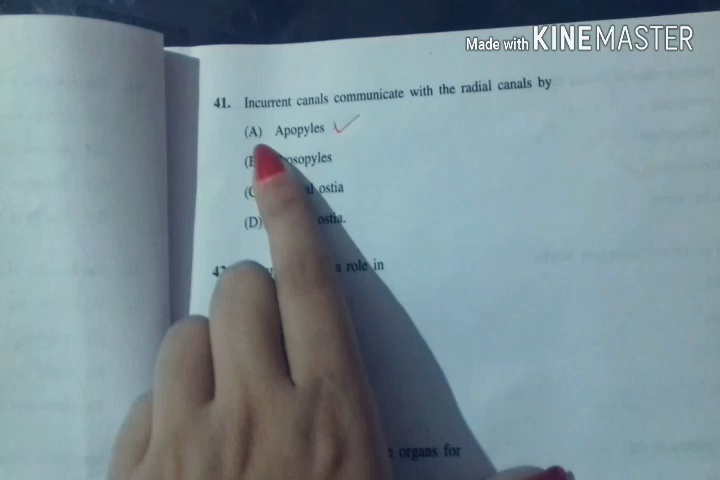 Made with KINEMASTER
41. Incurrent canals communicate with the radial canals by
(A) Apopyles
osopyles
ostia
(D) ostia.
a role in
organs for